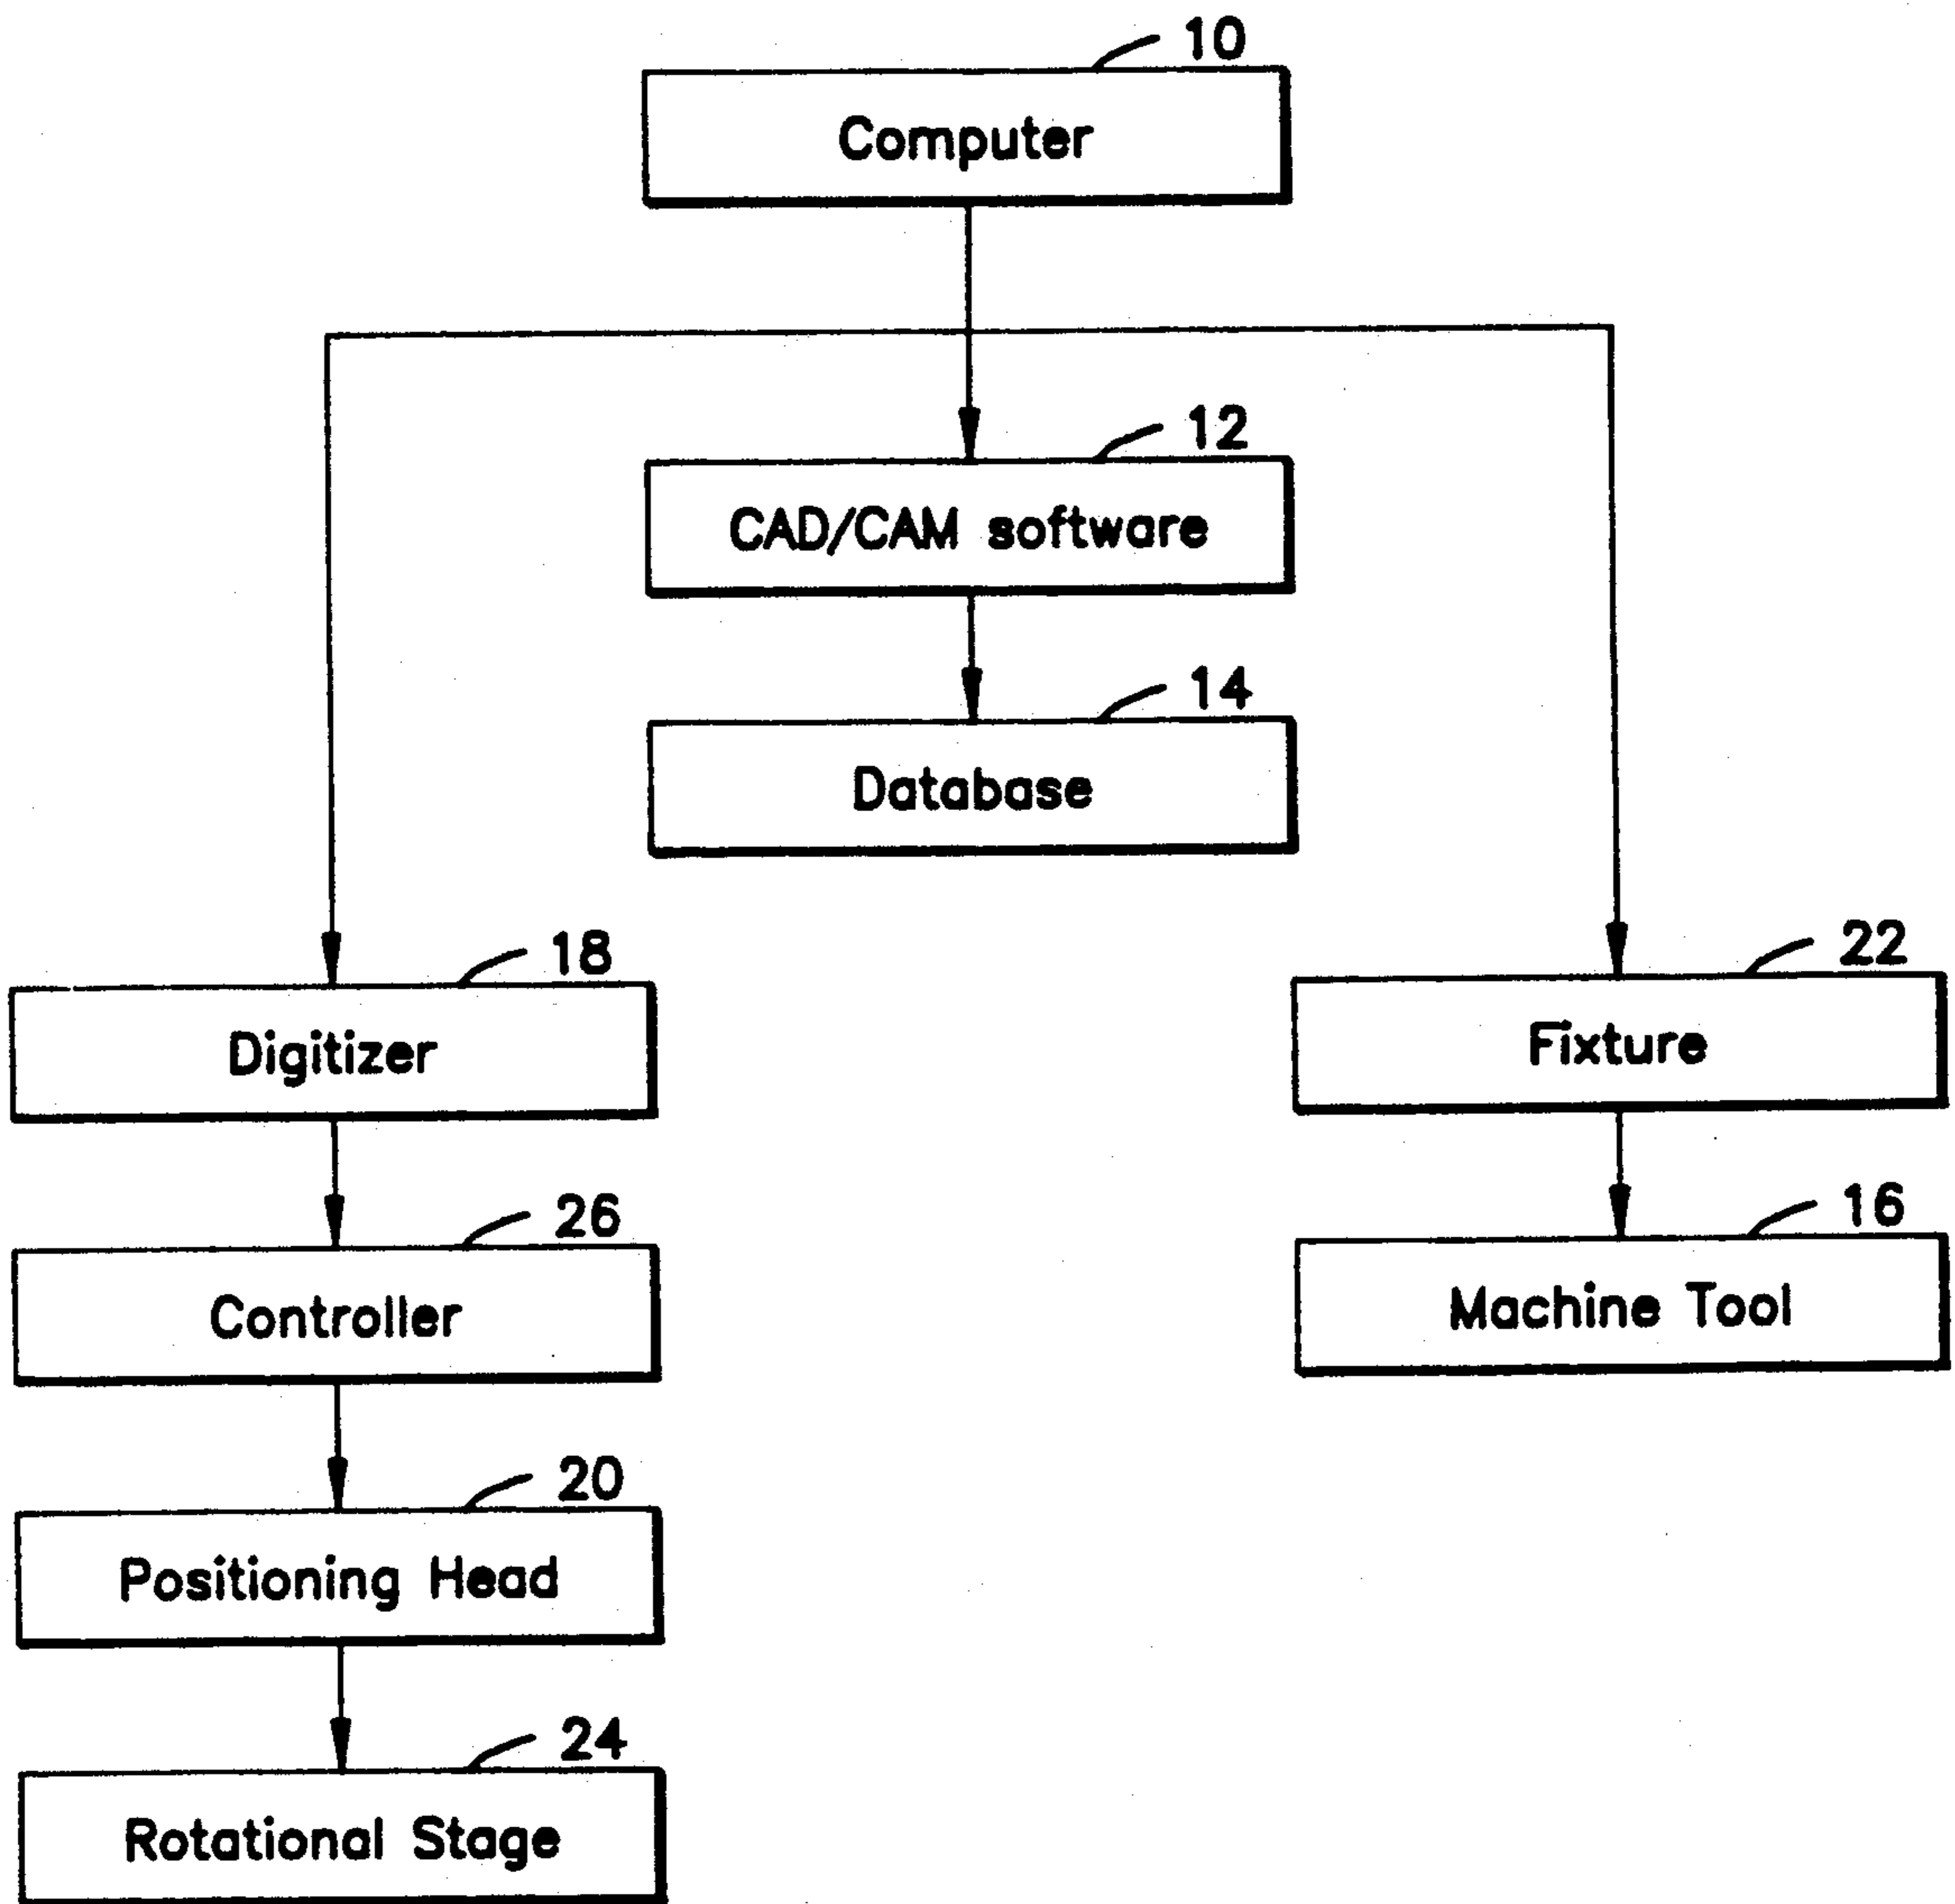 10
Computer
12
CAD/CAM software
14
Database
18
Digitizer
22
Fixture
26
Controller
16
Machine Tool
20
Positioning Head
24
Rotational Stage